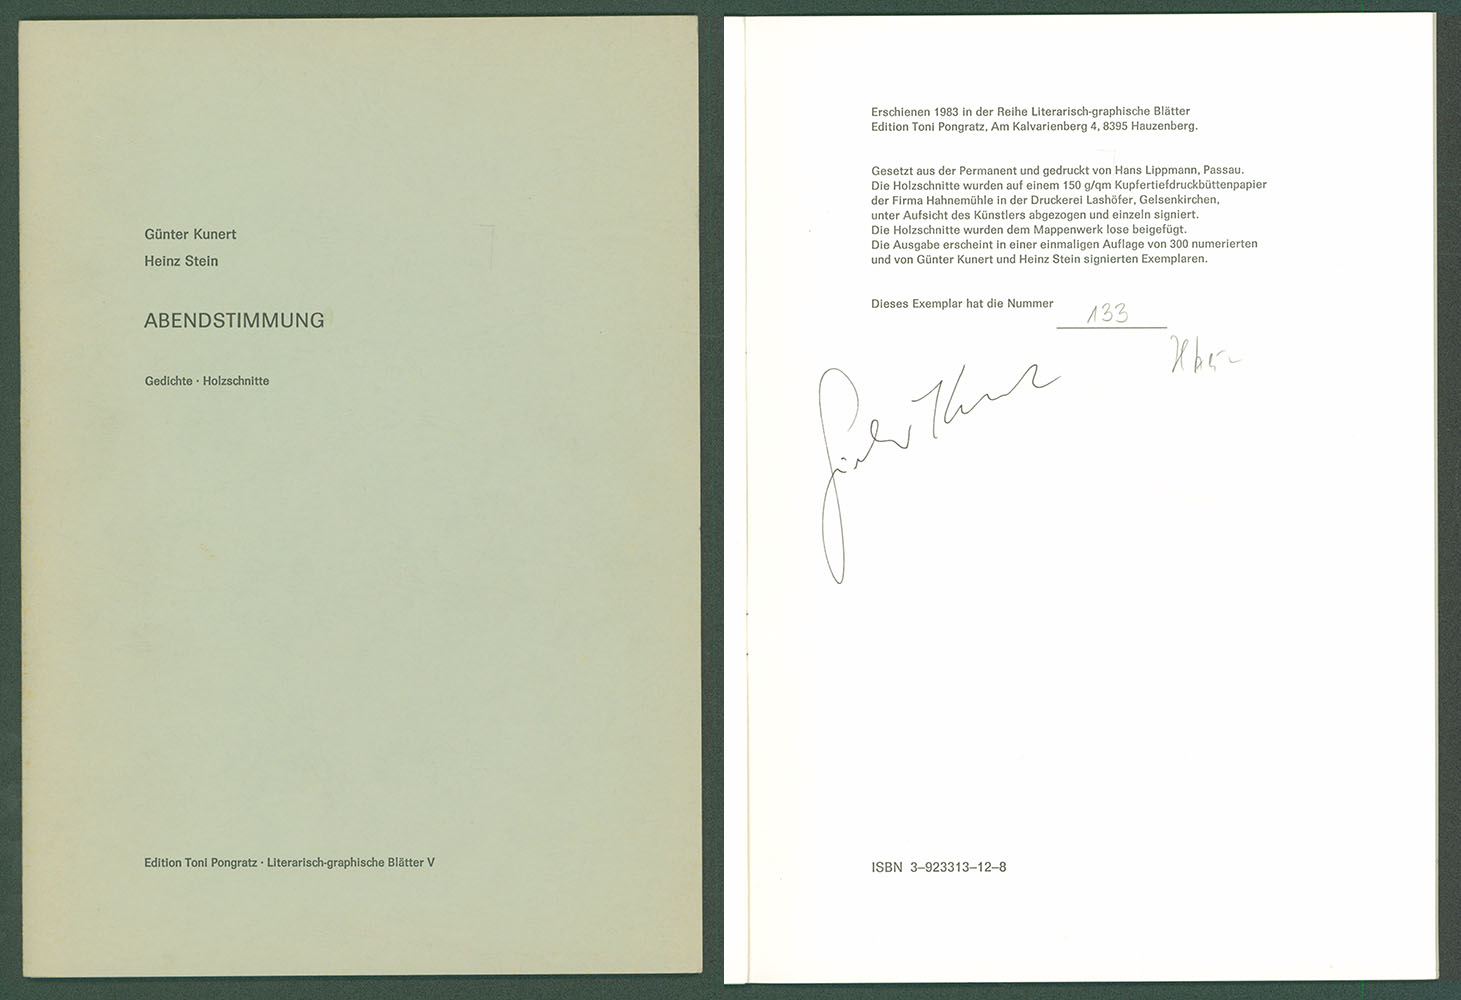 Günter Kunert
Heinz Stein
ABENDSTIMMUNG
Gedichte · Holzschnitte
Edition Toni Pongratz · Literarisch-graphische Blätter V
Erschienen 1983 in der Reihe Literarisch-graphische Blätter
Edition Toni Pongratz, Am Kalvarienberg 4, 8395 Hauzenberg.
Gesetzt aus der Permanent und gedruckt von Hans Lippmann, Passau.
Die Holzschnitte wurden auf einem 150 g/qm Kupfertiefdruckbüttenpapier
der Firma Hahnemühle in der Druckerei Lashöfer, Gelsenkirchen,
unter Aufsicht des Künstlers abgezogen und einzeln signiert.
Die Holzschnitte wurden dem Mappenwerk lose beigefügt.
Die Ausgabe erscheint in einer einmaligen Auflage von 300 numerierten
und von Günter Kunert und Heinz Stein signierten Exemplaren.
Dieses Exemplar hat die Nummer 133
Günter Kunert
ISBN 3–923313–12–8